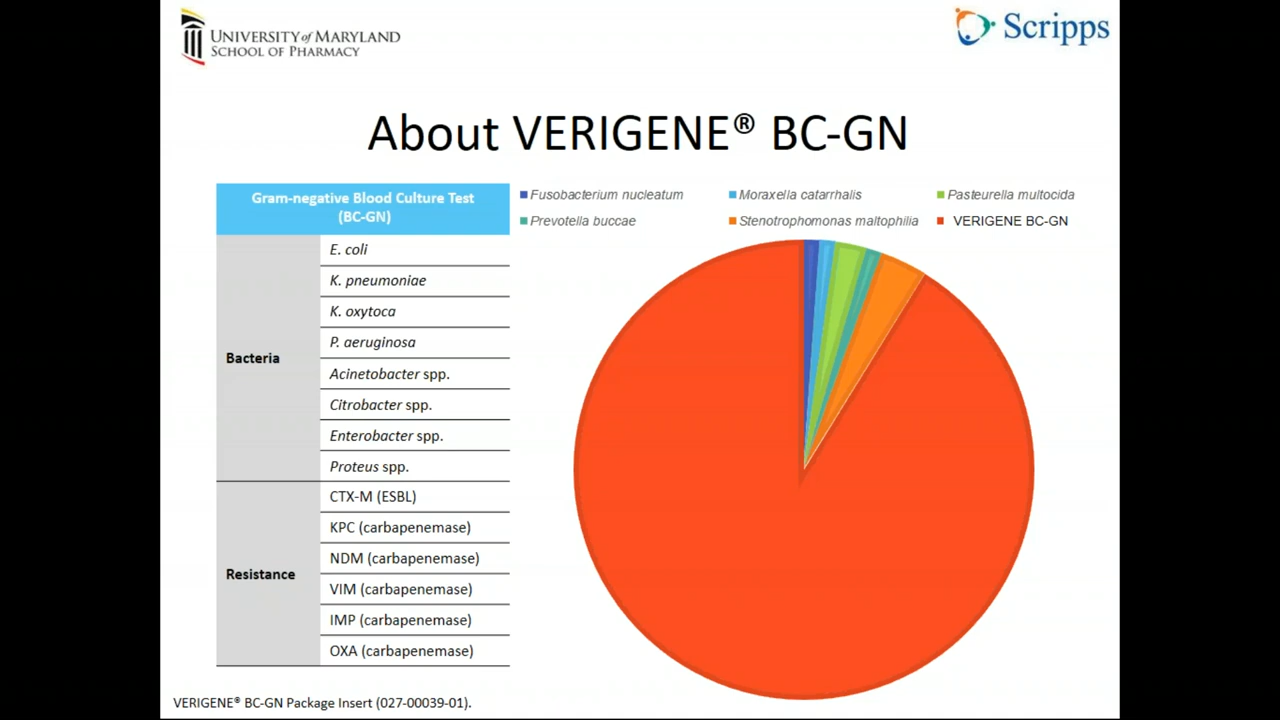 UNIVERSITY of MARYLAND
SCHOOL OF PHARMACY
Scripps
About VERIGENE® BC-GN
Gram-negative Blood Culture Test
(BC-GN)
Bacteria
E. coli
K. pneumoniae
K. oxytoca
P. aeruginosa
Acinetobacter spp.
Citrobacter spp.
Enterobacter spp.
Proteus spp.
Resistance
CTX-M (ESBL)
KPC (carbapenemase)
NDM (carbapenemase)
VIM (carbapenemase)
IMP (carbapenemase)
OXA (carbapenemase)
Fusobacterium nucleatum
Moraxella catarrhalis
Pasteurella multocida
Prevotella buccae
Stenotrophomonas maltophilia
VERIGENE BC-GN
VERIGENE® BC-GN Package Insert (027-00039-01).